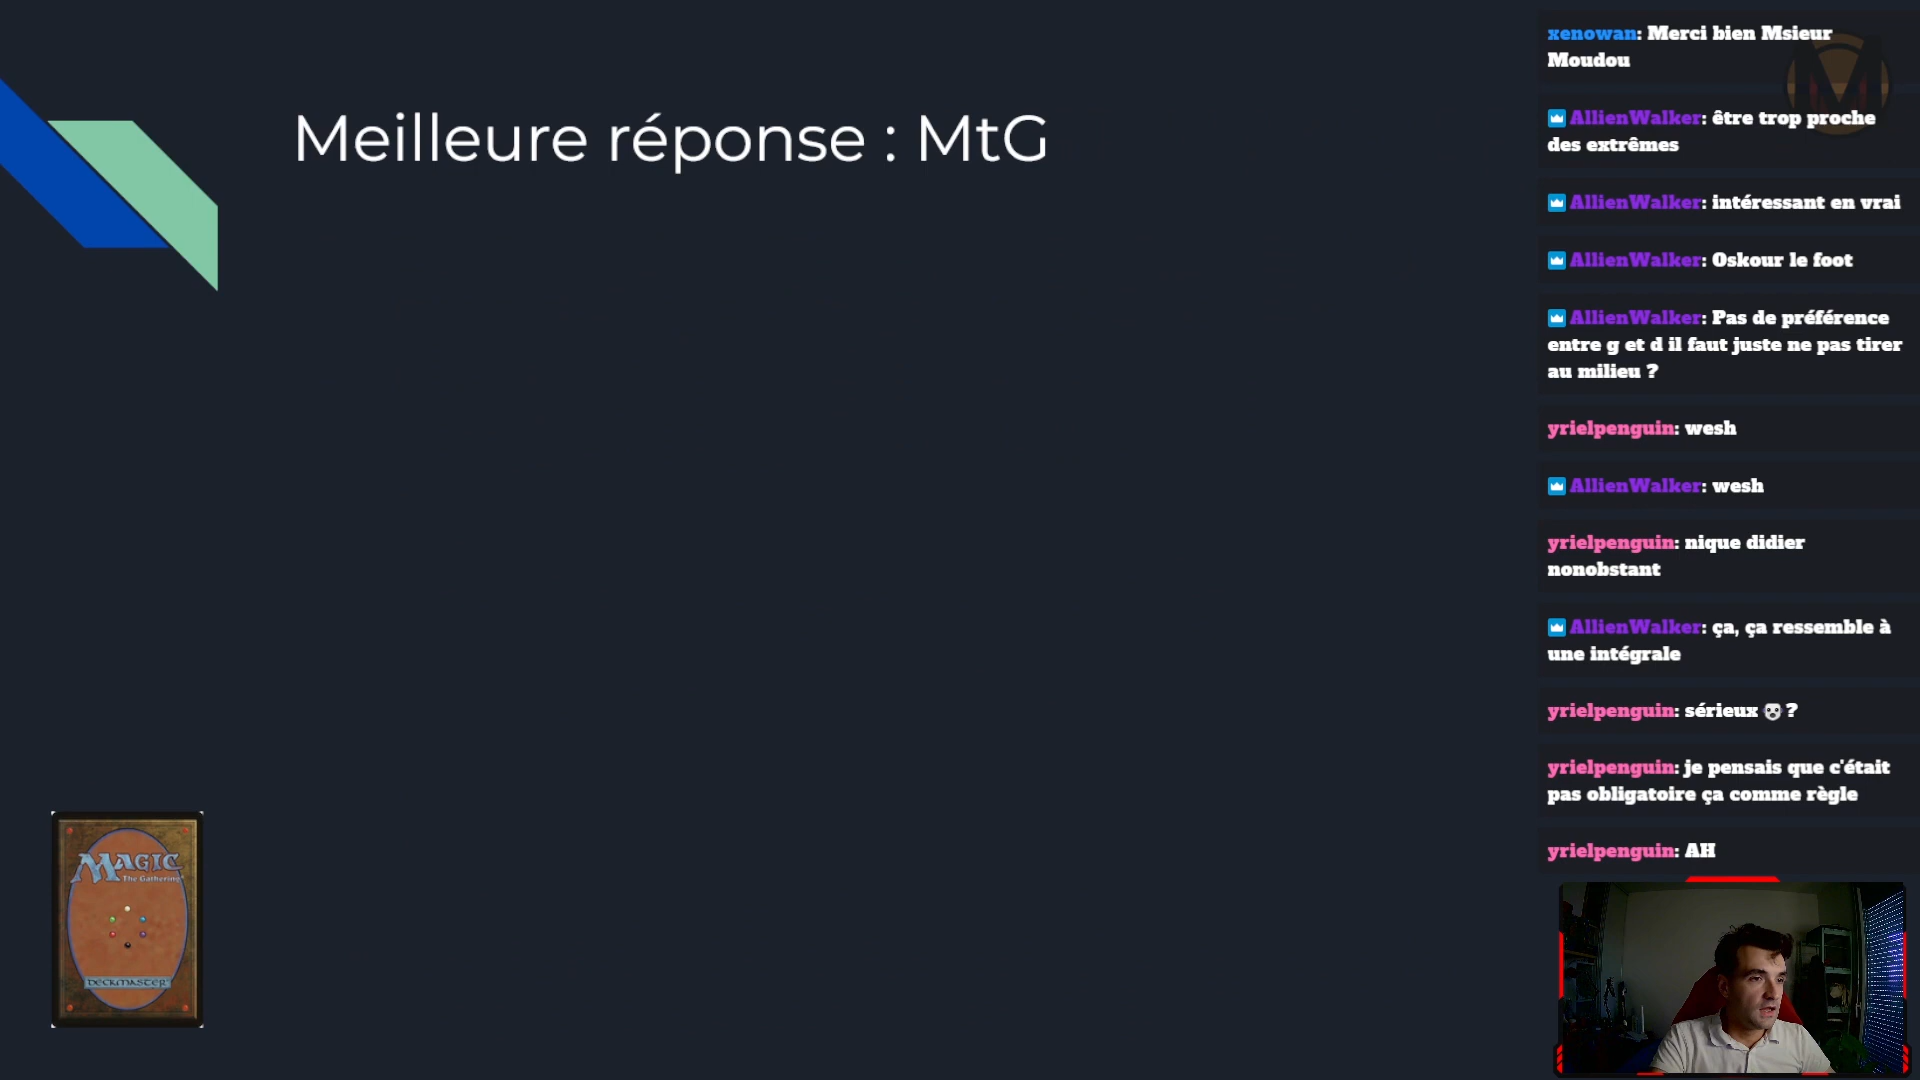 Meilleure réponse : MtG
xenowan: Merci bien Msieur
Moudou
AllienWalker: être trop proche
des extrêmes
AllienWalker: intéressant en vrai
AllienWalker: Oskour le foot
AllienWalker: Pas de préférence
entre g et d il faut juste ne pas tirer
au milieu ?
yrielpenguin: wesh
AllienWalker: wesh
yrielpenguin: nique didier
nonobstant
AllienWalker: ça, ça ressemble à
une intégrale
yrielpenguin: sérieux 💀?
yrielpenguin: je pensais que c'était
pas obligatoire ça comme règle
yrielpenguin: AH
M
MAGIC
The Gathering
DECKMASTER